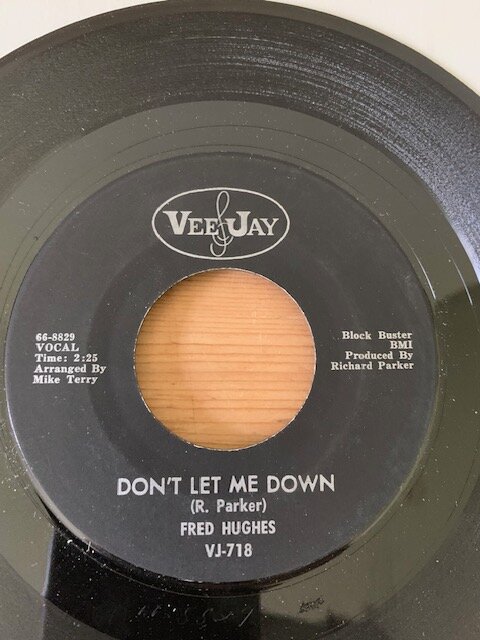 VEE JAY
66-8829
VOCAL
Time: 2:25
Arranged By
Mike Terry
Block Buster
BMI
Produced By
Richard Parker
DON'T LET ME DOWN
(R. Parker)
FRED HUGHES
VJ-718